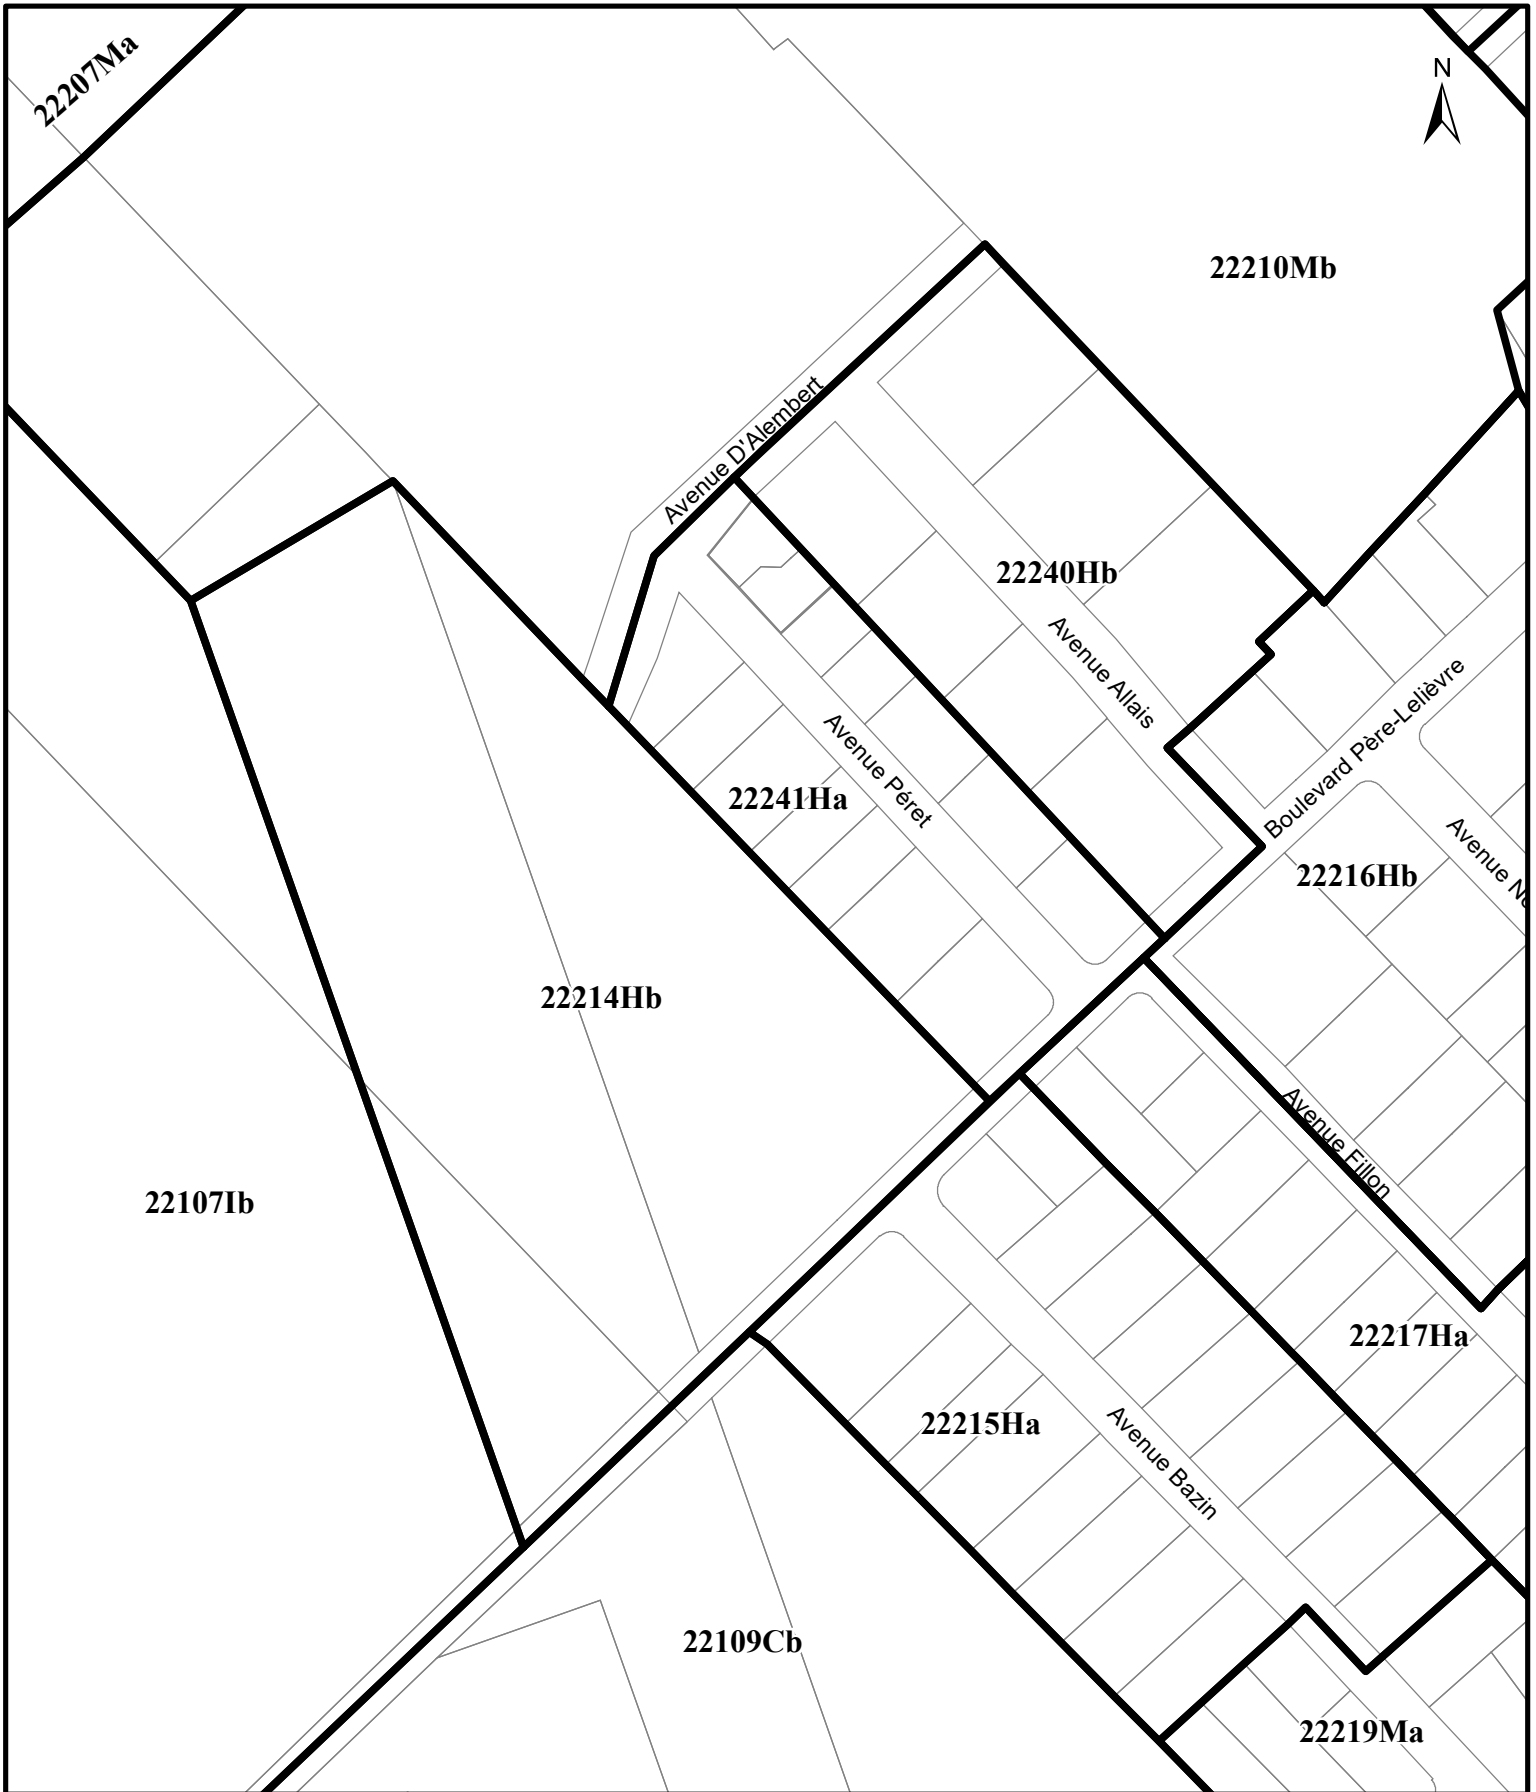 22207Ma
N
22210Mb
Avenue D'Alembert
22240Hb
Avenue Allais
Boulevard Père-Lelièvre
Avenue Péret
22241Ha
22216Hb
Avenue
22214Hb
Avenue Fillon
22107Ib
22217Ha
22215Ha
Avenue Bazin
22109Cb
22219Ma